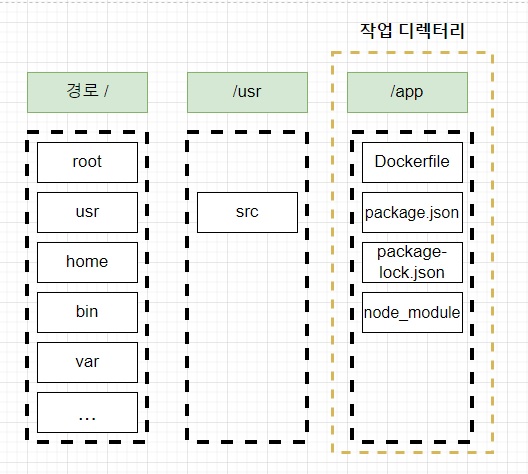 작업 디렉터리
경로 /
/usr
/app
root
usr
home
bin
var
...
src
Dockerfile
package.json
package-
lock.json
node_module